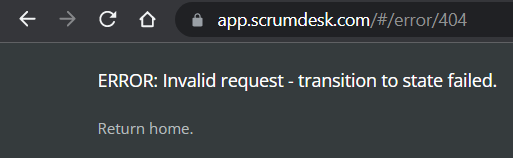 app.scrumdesk.com/#/error/404
ERROR: Invalid request - transition to state failed.
Return home.